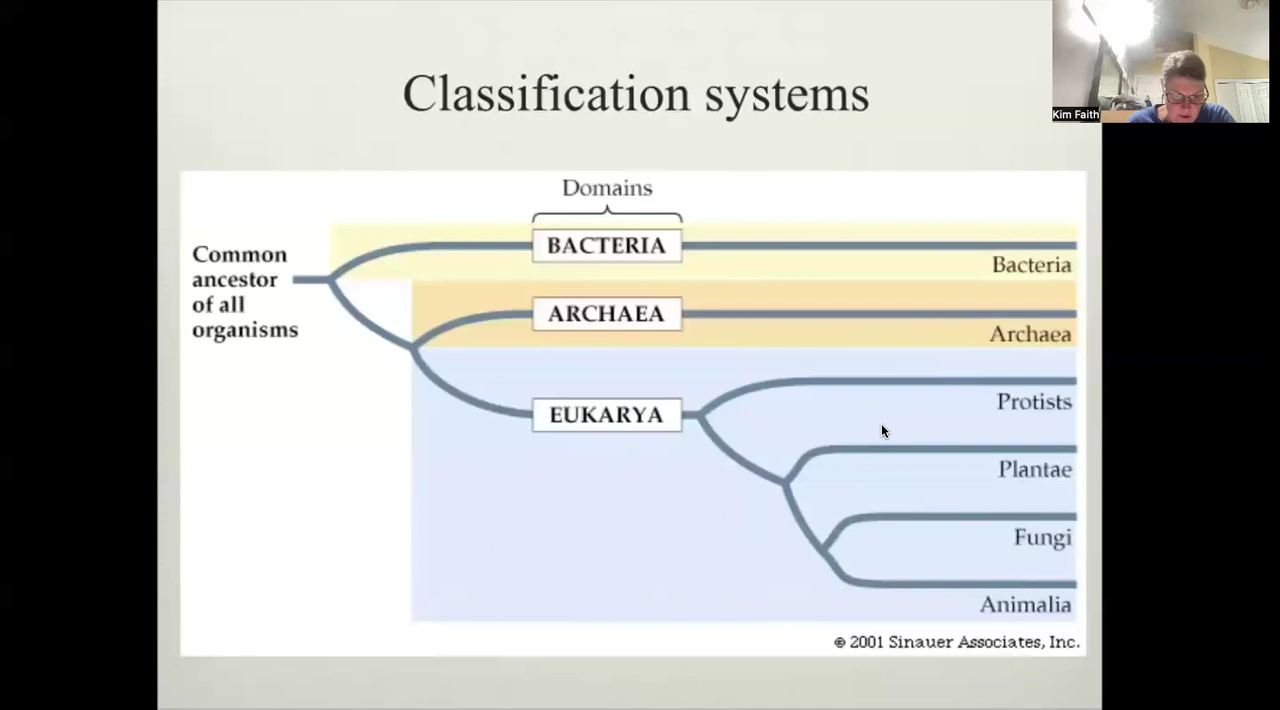 Classification systems
Kim Faith
Domains
Common
ancestor
of all
organisms
BACTERIA
Bacteria
ARCHAEA
Archaea
EUKARYA
Protists
Plantae
Fungi
Animalia
© 2001 Sinauer Associates, Inc.